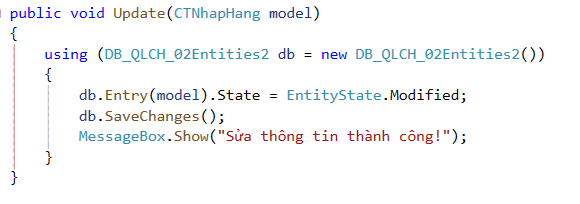 public void Update(CTNhapHang model)
{
using (DB_QLCH_02Entities2 db = new DB_QLCH_02Entities2())
{
db.Entry(model).State = EntityState.Modified;
db.SaveChanges();
MessageBox.Show("Sửa thông tin thành công!");
}
}